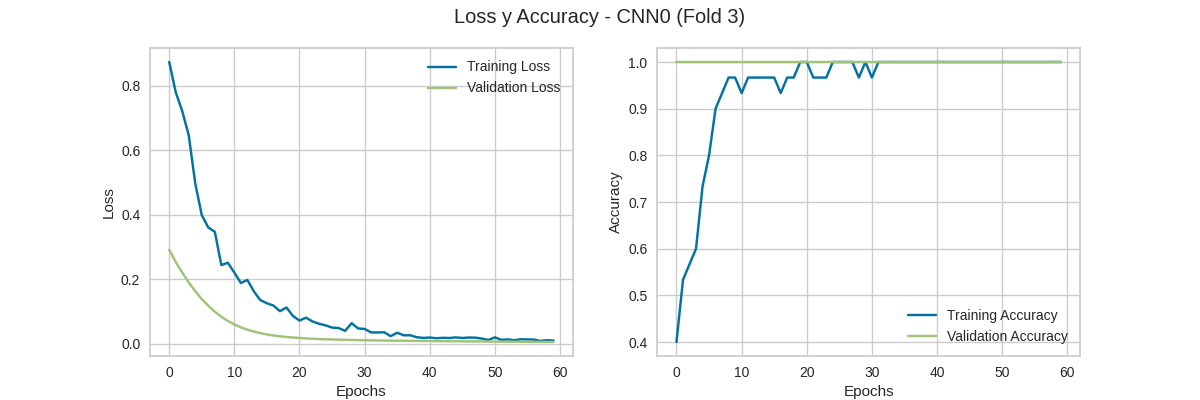 Loss y Accuracy - CNN0 (Fold 3)
Training Loss
Validation Loss
0.8
0.6
0.4
0.2
0.0
Loss
0 10 20 30 40 50 60
Epochs
1.0
0.9
0.8
0.7
0.6
0.5
0.4
Accuracy
Training Accuracy
Validation Accuracy
0 10 20 30 40 50 60
Epochs